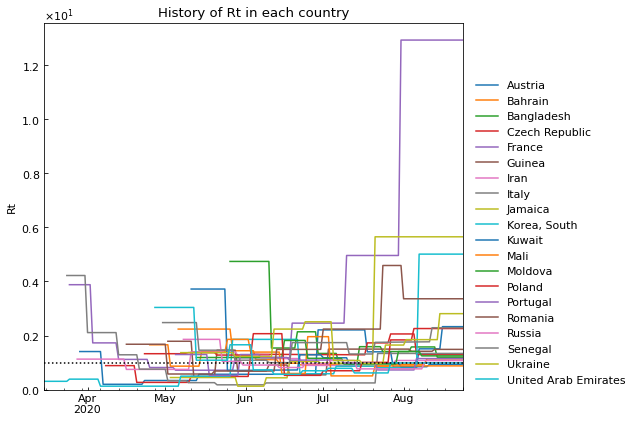 History of Rt in each country
×10¹
1.2
1.0
0.8
0.6
0.4
0.2
0.0
Rt
Apr
2020
May
Jun
Jul
Aug
Austria
Bahrain
Bangladesh
Czech Republic
France
Guinea
Iran
Italy
Jamaica
Korea, South
Kuwait
Mali
Moldova
Poland
Portugal
Romania
Russia
Senegal
Ukraine
United Arab Emirates